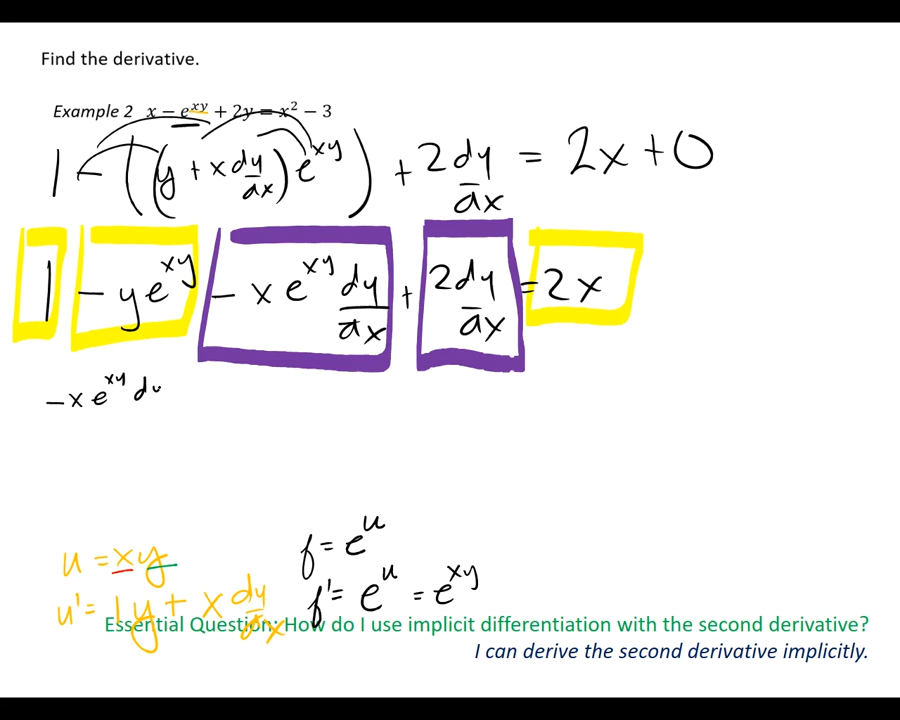 Find the derivative.
Example 2 x − e^{xy} + 2y = x² − 3
1 − ((y + x dy/dx) e^{xy}) + 2 dy/dx = 2x + 0
1 − ye^{xy} − xe^{xy} dy/dx + 2 dy/dx = 2x
− x e^{xy} dy
u = xy
f = e^u
u' = 1y + x dy/dx
f' = e^u = e^{xy}
Essential Question: How do I use implicit differentiation with the second derivative?
I can derive the second derivative implicitly.